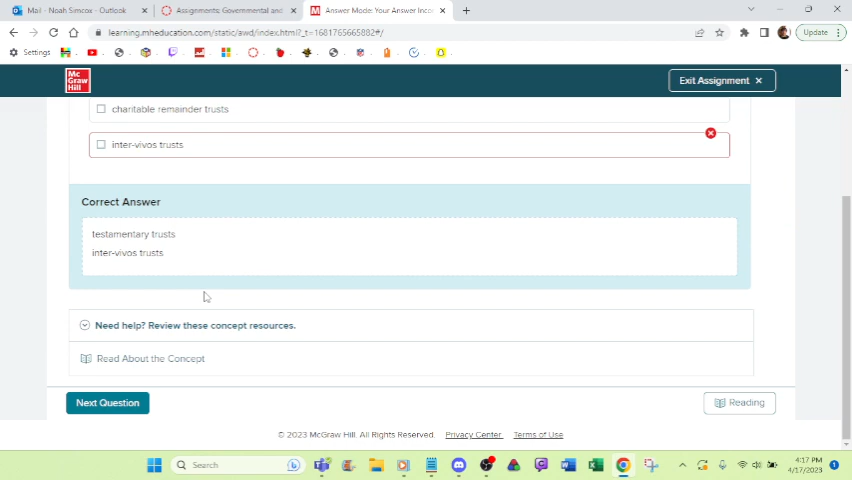 Mail - Noah Simcox - Outlook
Assignments: Governmental and
Answer Mode: Your Answer Inco
learning.mheducation.com/static/awd/index.html?_t=1681765665882#/
Update
Settings
Mc Graw Hill
Exit Assignment
charitable remainder trusts
inter-vivos trusts
Correct Answer
testamentary trusts
inter-vivos trusts
Need help? Review these concept resources.
Read About the Concept
Next Question
Reading
© 2023 McGraw Hill. All Rights Reserved. Privacy Center Terms of Use
Search
4:17 PM
4/17/2023